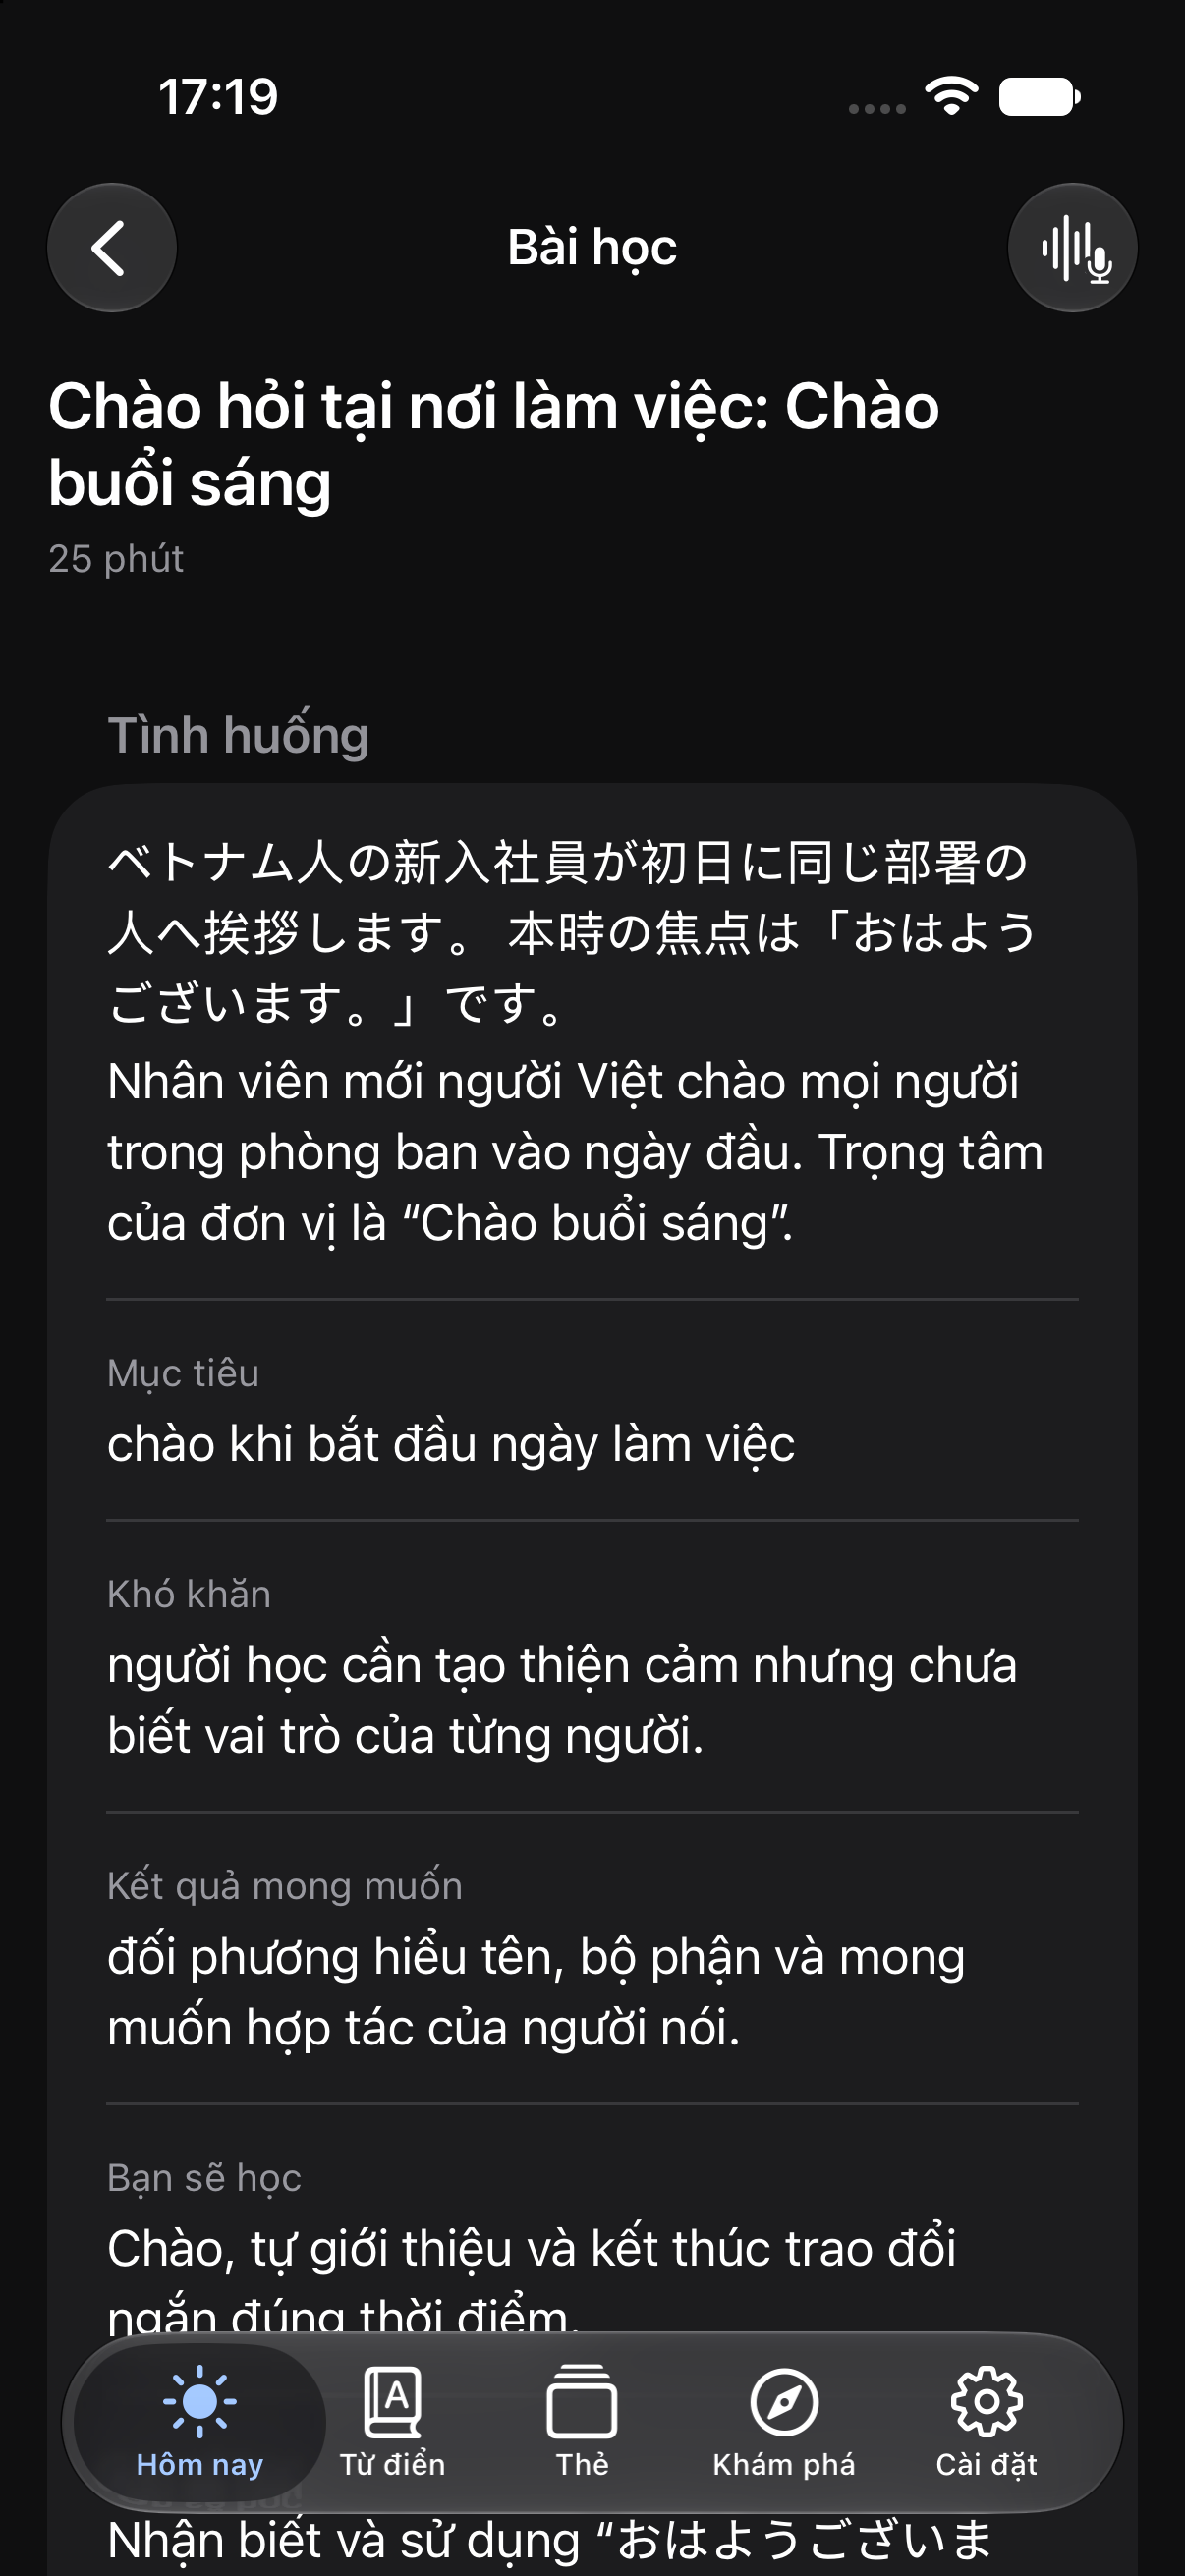 17:19
Bài học
Chào hỏi tại nơi làm việc: Chào
buổi sáng
25 phút
Tình huống
ベトナム人の新入社員が初日に同じ部署の
人へ挨拶します。 本時の焦点は「おはよう
ございます。」です。
Nhân viên mới người Việt chào mọi người
trong phòng ban vào ngày đầu. Trọng tâm
của đơn vị là “Chào buổi sáng”.
Mục tiêu
chào khi bắt đầu ngày làm việc
Khó khăn
người học cần tạo thiện cảm nhưng chưa
biết vai trò của từng người.
Kết quả mong muốn
đối phương hiểu tên, bộ phận và mong
muốn hợp tác của người nói.
Bạn sẽ học
Chào, tự giới thiệu và kết thúc trao đổi
ngắn đúng thời điểm.
Hôm nay
Từ điển
Thẻ
Khám phá
Cài đặt
Nhận biết và sử dụng “おはようございま